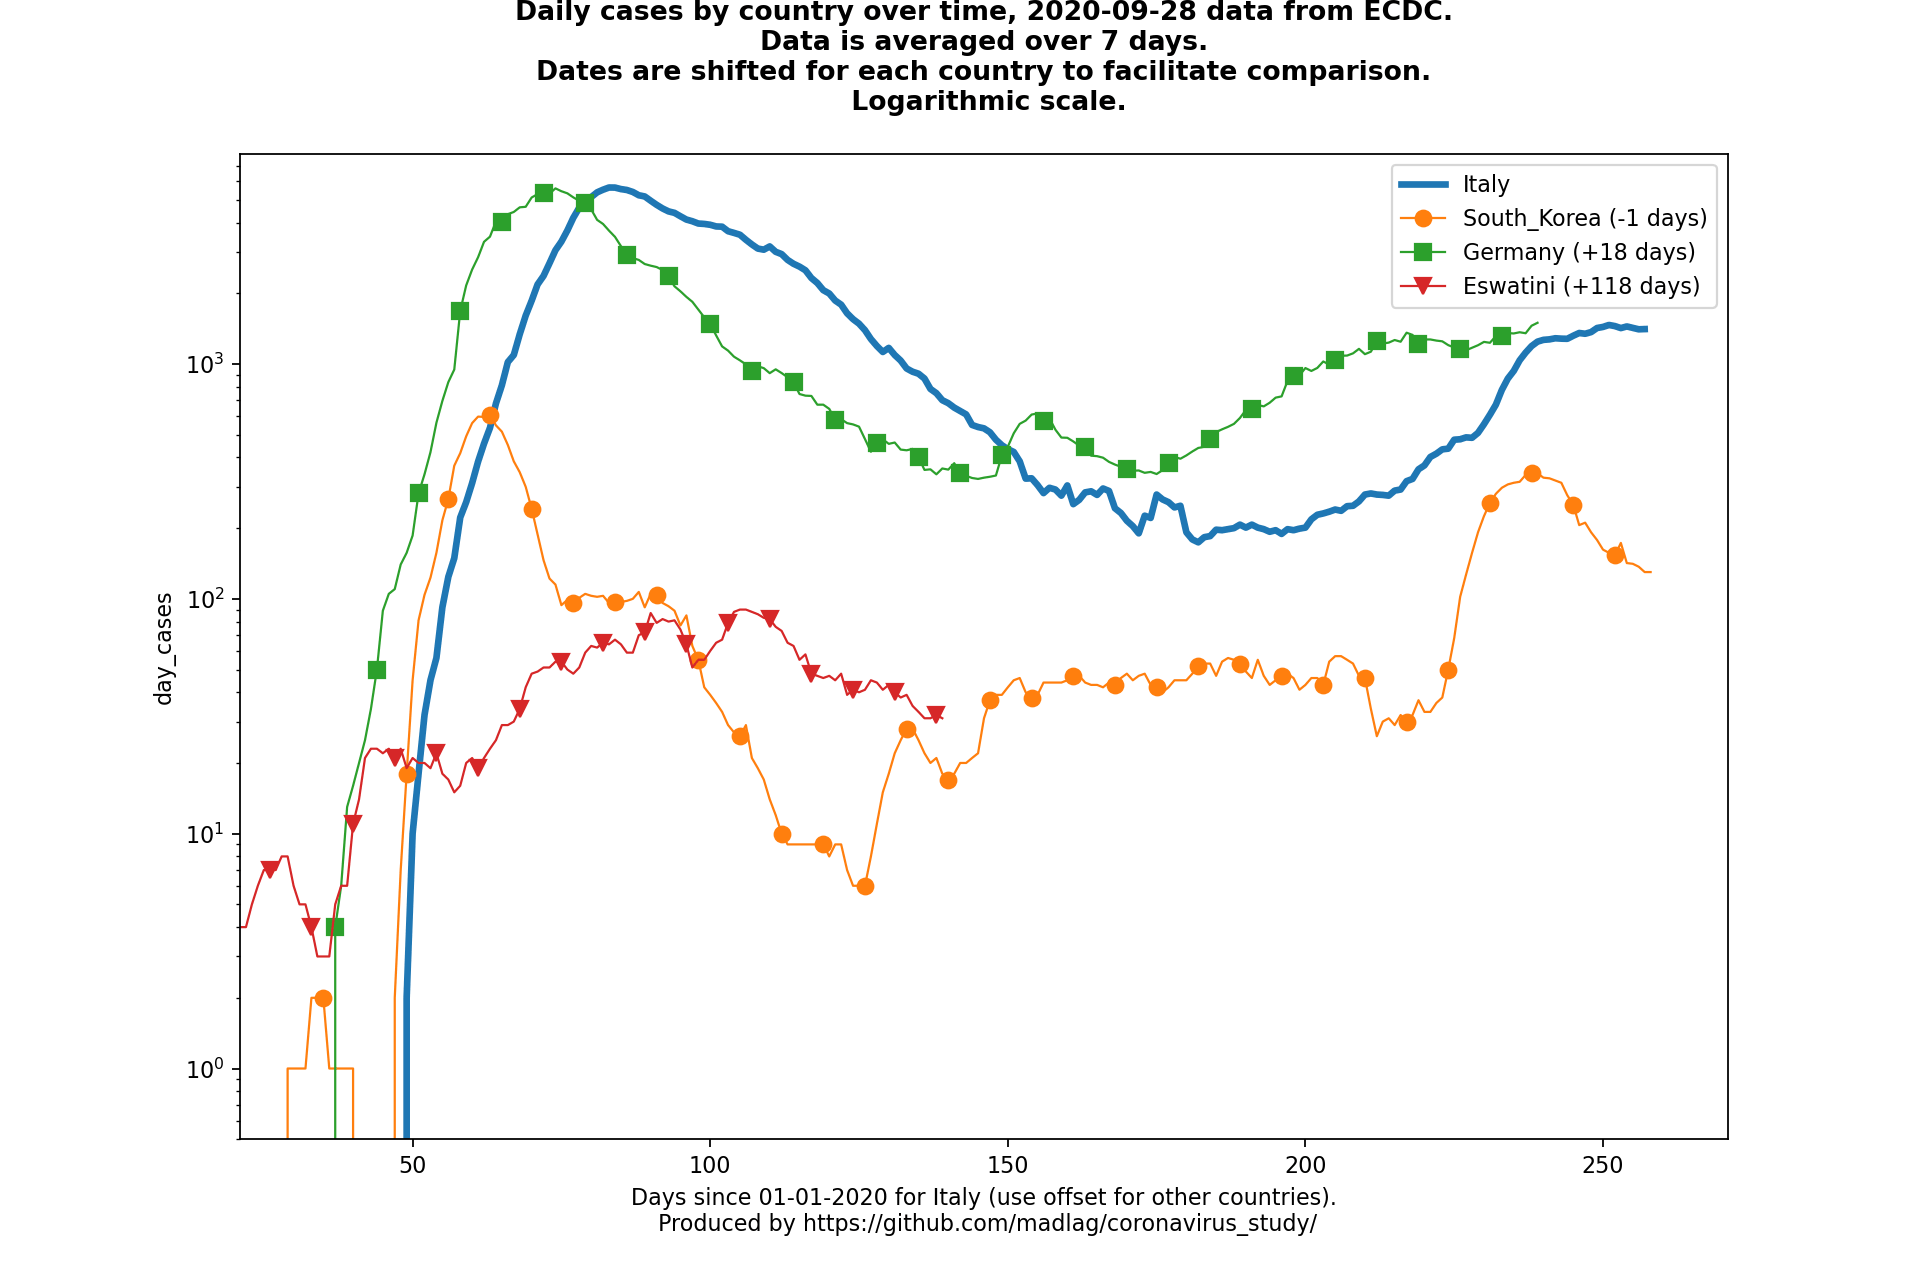 Daily cases by country over time, 2020-09-28 data from ECDC.
Data is averaged over 7 days.
Dates are shifted for each country to facilitate comparison.
Logarithmic scale.
Italy
South_Korea (-1 days)
Germany (+18 days)
Eswatini (+118 days)
day_cases
10³
10²
10¹
10⁰
50
100
150
200
250
Days since 01-01-2020 for Italy (use offset for other countries).
Produced by https://github.com/madlag/coronavirus_study/